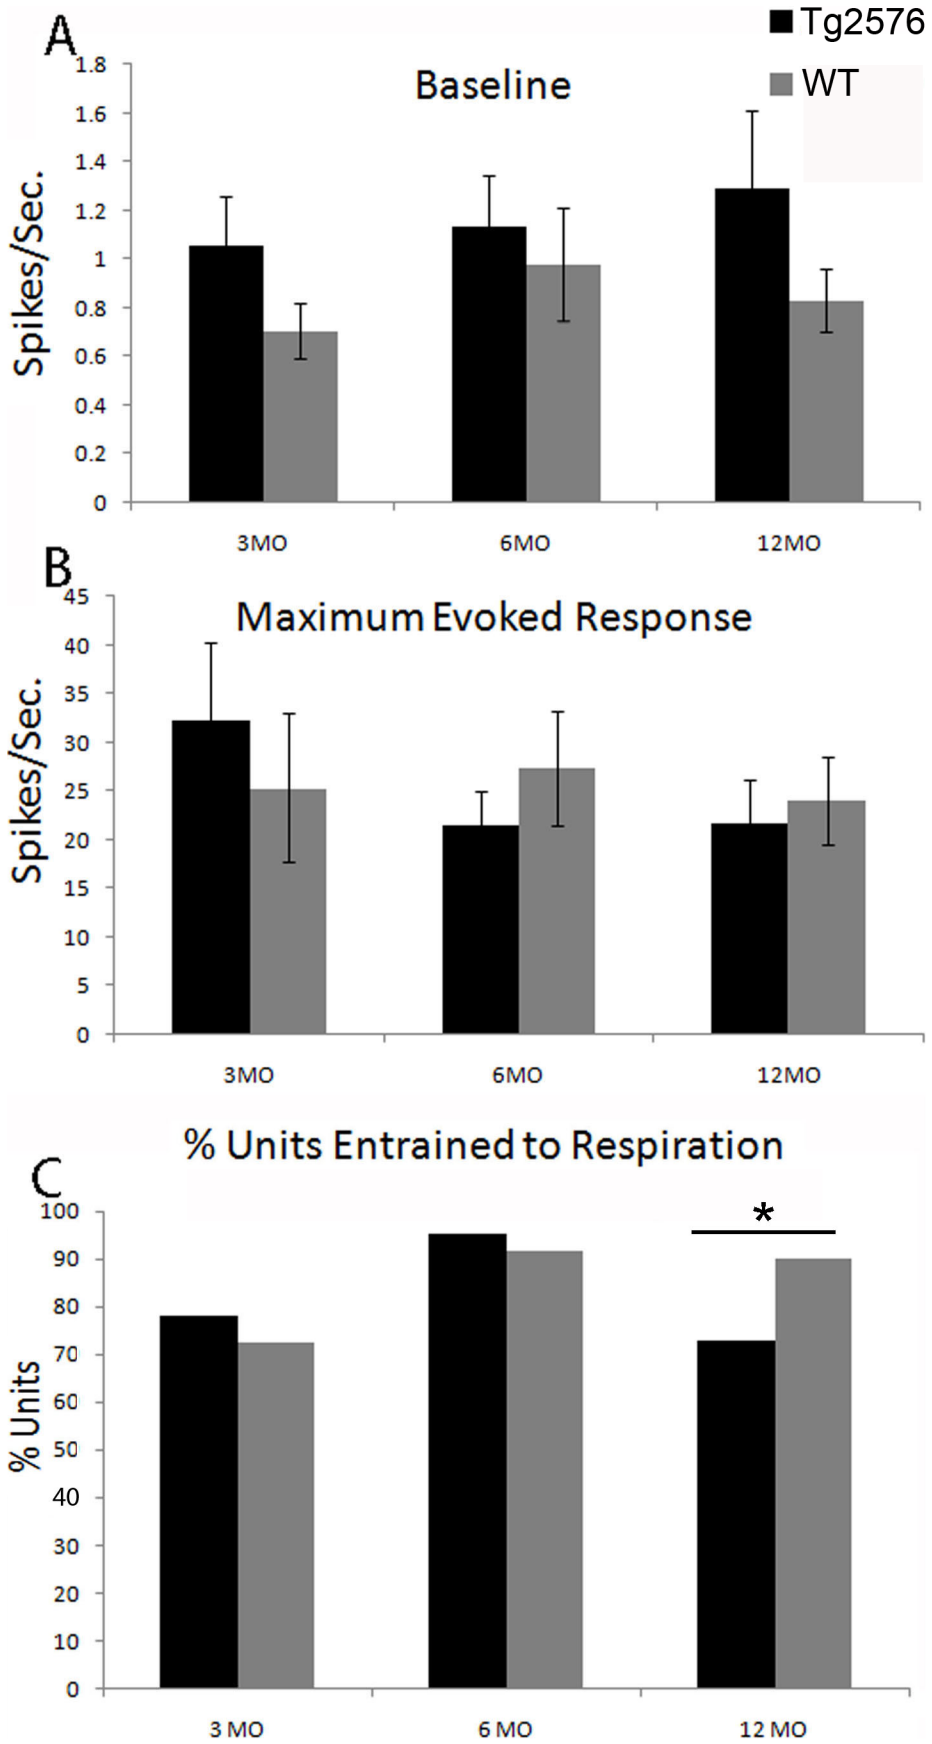 A
Tg2576
WT
Baseline
Spikes/Sec.
1.8
1.6
1.4
1.2
1
0.8
0.6
0.4
0.2
0
3MO 6MO 12MO
B
Maximum Evoked Response
Spikes/Sec.
45
40
35
30
25
20
15
10
5
0
3MO 6MO 12MO
% Units Entrained to Respiration
C
% Units
100
90
80
70
60
50
40
30
20
10
0
*
3 MO 6 MO 12 MO